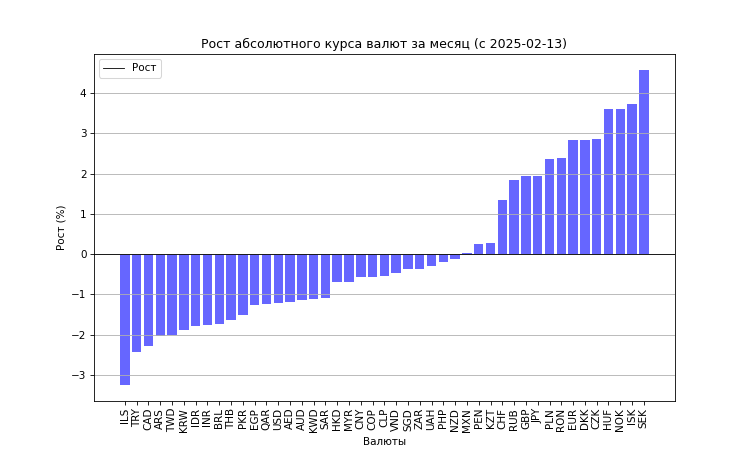 Рост абсолютного курса валют за месяц (с 2025-02-13)
Рост
4
3
2
1
0
−1
−2
−3
Рост (%)
ILS TRY CAD ARS TWD KRW IDR INR BRL THB PKR EGP QAR USD AED AUD KWD SAR HKD MYR CNY COP CLP VND SGD ZAR UAH PHP NZD MXN PEN KZT CHF RUB GBP JPY PLN RON EUR DKK CZK HUF NOK ISK SEK
Валюты